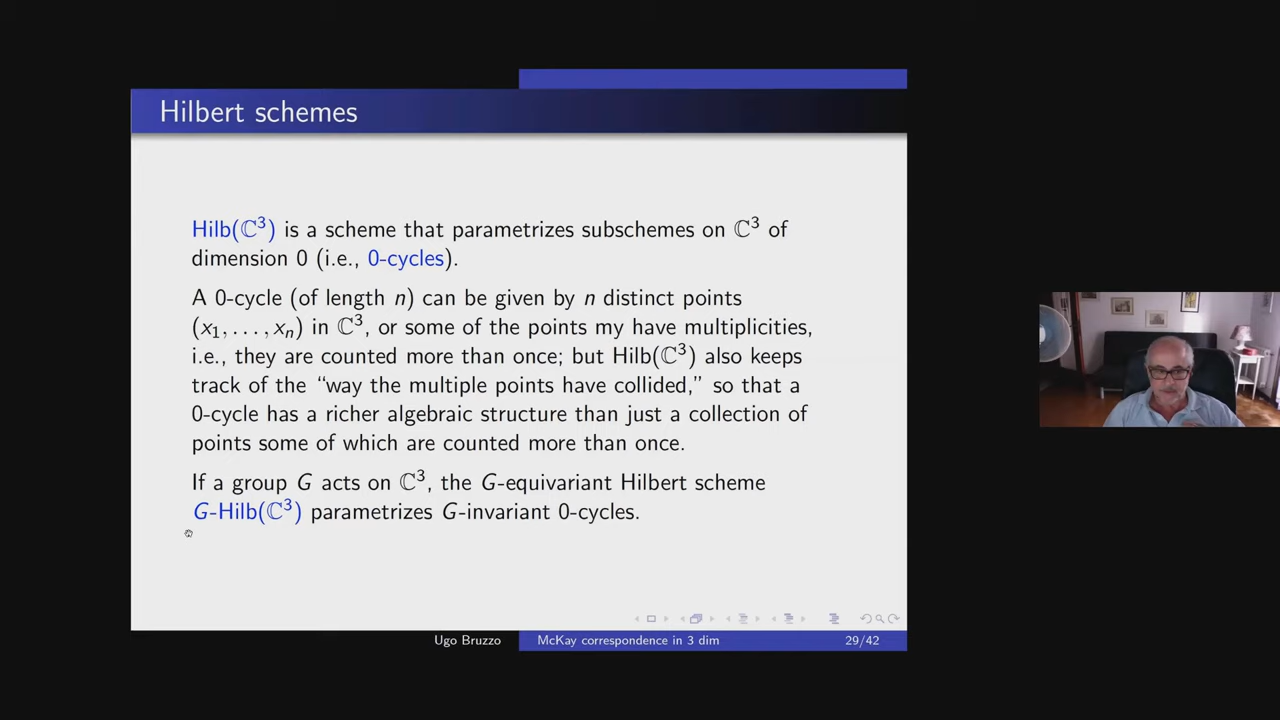 Hilbert schemes
Hilb(ℂ³) is a scheme that parametrizes subschemes on ℂ³ of
dimension 0 (i.e., 0-cycles).
A 0-cycle (of length n) can be given by n distinct points
(x₁, . . . , xₙ) in ℂ³, or some of the points my have multiplicities,
i.e., they are counted more than once; but Hilb(ℂ³) also keeps
track of the “way the multiple points have collided,” so that a
0-cycle has a richer algebraic structure than just a collection of
points some of which are counted more than once.
If a group G acts on ℂ³, the G-equivariant Hilbert scheme
G-Hilb(ℂ³) parametrizes G-invariant 0-cycles.
Ugo Bruzzo McKay correspondence in 3 dim 29/42